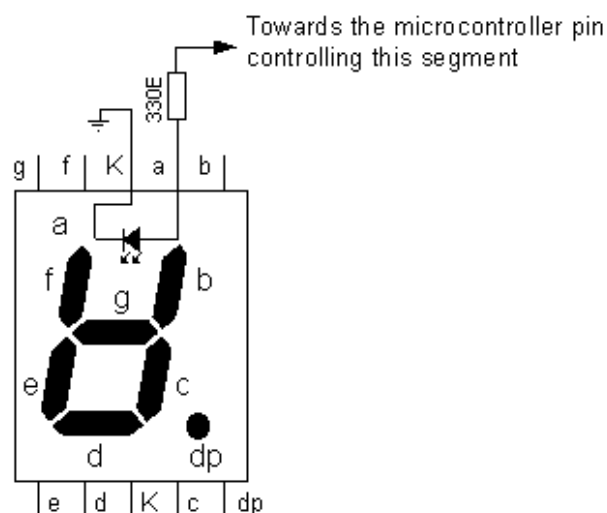 Towards the microcontroller pin
controlling this segment
330E
g f K a b
a
f b
g
e c
d dp
e d K c dp